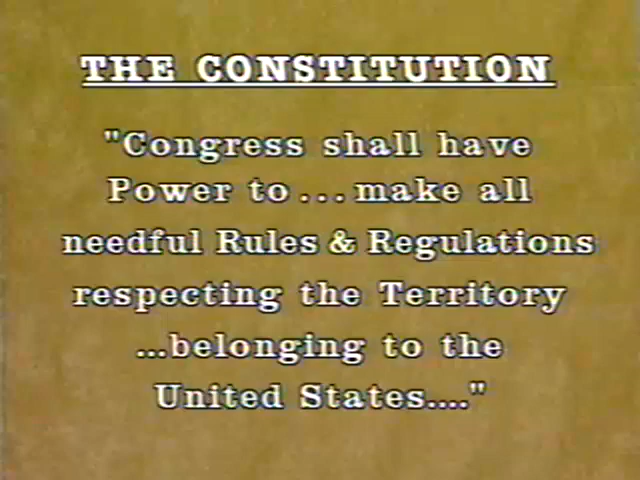 THE CONSTITUTION
"Congress shall have
Power to ... make all
needful Rules & Regulations
respecting the Territory
...belonging to the
United States...."